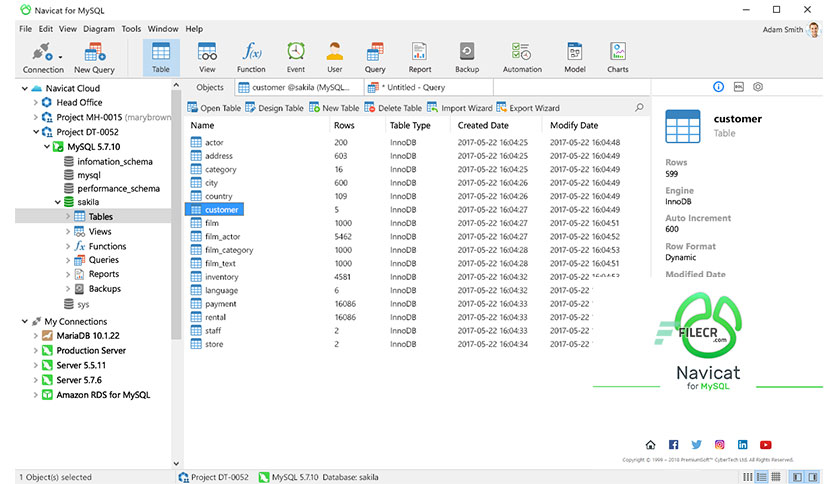 Navicat for MySQL
File Edit View Diagram Tools Window Help
Adam Smith
Connection New Query Table View Function Event User Query Report Backup Automation Model Charts
Navicat Cloud
Head Office
Project MH-0015 (marybrown
Project DT-0052
MySQL 5.7.10
infomation_schema
mysql
performance_schema
sakila
Tables
Views
Functions
Queries
Reports
Backups
sys
My Connections
MariaDB 10.1.22
Production Server
Server 5.5.11
Server 5.7.6
Amazon RDS for MySQL
Objects customer @sakila (MySQL... * Untitled - Query
Open Table Design Table New Table Delete Table Import Wizard Export Wizard
Name Rows Table Type Created Date Modify Date
actor 200 InnoDB 2017-05-22 16:04:25 2017-05-22 16:04:48
address 603 InnoDB 2017-05-22 16:04:25 2017-05-22 16:04:49
category 16 InnoDB 2017-05-22 16:04:25 2017-05-22 16:04:49
city 600 InnoDB 2017-05-22 16:04:26 2017-05-22 16:04:49
country 109 InnoDB 2017-05-22 16:04:26 2017-05-22 16:04:49
customer 5 InnoDB 2017-05-22 16:04:27 2017-05-22 16:04:49
film 1000 InnoDB 2017-05-22 16:04:27 2017-05-22 16:04:51
film_actor 5462 InnoDB 2017-05-22 16:04:27 2017-05-22 16:04:52
film_category 1000 InnoDB 2017-05-22 16:04:28 2017-05-22 16:04:53
film_text 1000 InnoDB 2017-05-22 16:04:28 2017-05-22 16:04:51
inventory 4581 InnoDB 2017-05-22 16:04:32 2017-05-22 16:04:53
language 6 InnoDB 2017-05-22 16:04:32 2017-05-22
payment 16086 InnoDB 2017-05-22 16:04:33 2017-05-22
rental 16086 InnoDB 2017-05-22 16:04:33 2017-05-22
staff 2 InnoDB 2017-05-22 16:04:33 2017-05-22
store 2 InnoDB 2017-05-22 16:04:34 2017-05-22
customer
Table
Rows
599
Engine
InnoDB
Auto Increment
600
Row Format
Dynamic
Modified Date
FILECR
.com
Navicat
for MySQL
Copyright © 1999 – 2018 PremiumSoft™ CyberTech Ltd. All Rights Reserved.
1 Object(s) selected Project DT-0052 MySQL 5.7.10 Database: sakila